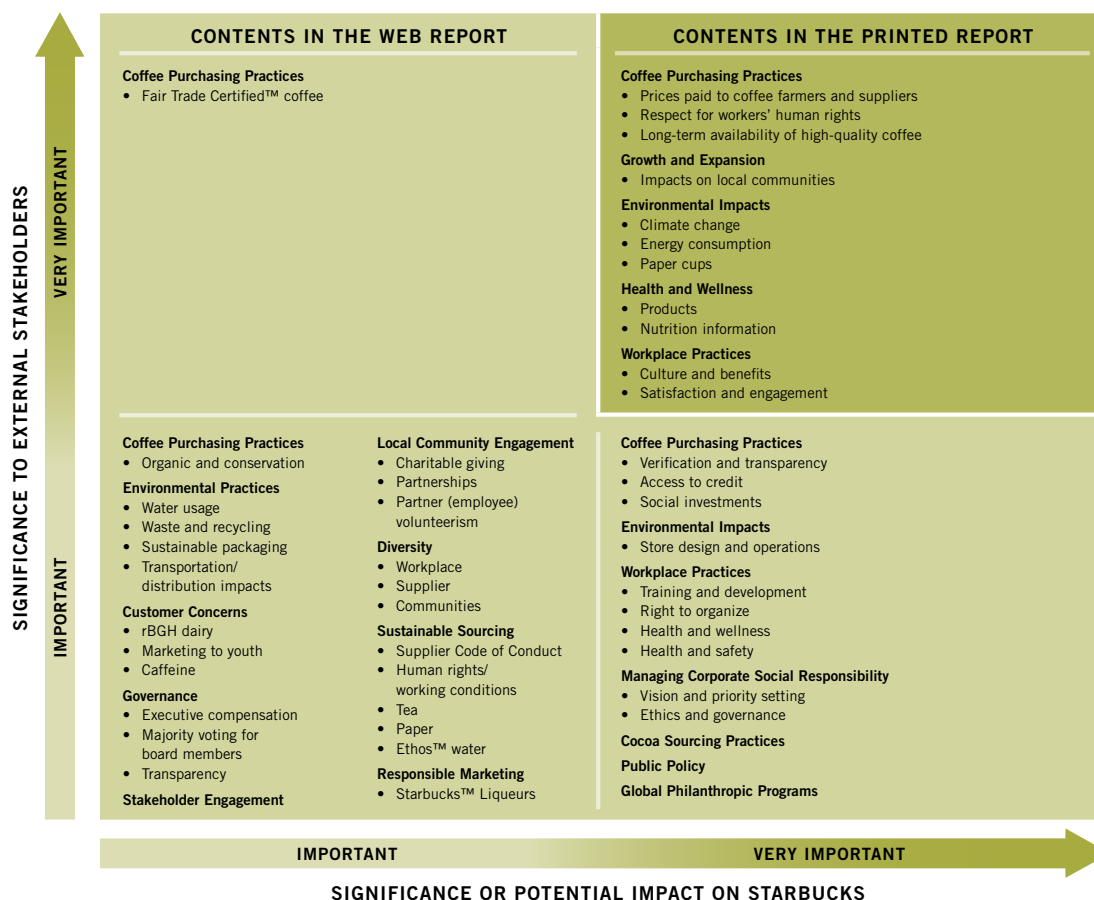 CONTENTS IN THE WEB REPORT
Coffee Purchasing Practices
• Fair Trade Certified™ coffee
CONTENTS IN THE PRINTED REPORT
Coffee Purchasing Practices
• Prices paid to coffee farmers and suppliers
• Respect for workers’ human rights
• Long-term availability of high-quality coffee
Growth and Expansion
• Impacts on local communities
Environmental Impacts
• Climate change
• Energy consumption
• Paper cups
Health and Wellness
• Products
• Nutrition information
Workplace Practices
• Culture and benefits
• Satisfaction and engagement
Coffee Purchasing Practices
• Organic and conservation
Environmental Practices
• Water usage
• Waste and recycling
• Sustainable packaging
• Transportation/
distribution impacts
Customer Concerns
• rBGH dairy
• Marketing to youth
• Caffeine
Governance
• Executive compensation
• Majority voting for
board members
• Transparency
Stakeholder Engagement
Local Community Engagement
• Charitable giving
• Partnerships
• Partner (employee)
volunteerism
Diversity
• Workplace
• Supplier
• Communities
Sustainable Sourcing
• Supplier Code of Conduct
• Human rights/
working conditions
• Tea
• Paper
• Ethos™ water
Responsible Marketing
• Starbucks™ Liqueurs
Coffee Purchasing Practices
• Verification and transparency
• Access to credit
• Social investments
Environmental Impacts
• Store design and operations
Workplace Practices
• Training and development
• Right to organize
• Health and wellness
• Health and safety
Managing Corporate Social Responsibility
• Vision and priority setting
• Ethics and governance
Cocoa Sourcing Practices
Public Policy
Global Philanthropic Programs
SIGNIFICANCE TO EXTERNAL STAKEHOLDERS
VERY IMPORTANT
IMPORTANT
IMPORTANT
VERY IMPORTANT
SIGNIFICANCE OR POTENTIAL IMPACT ON STARBUCKS